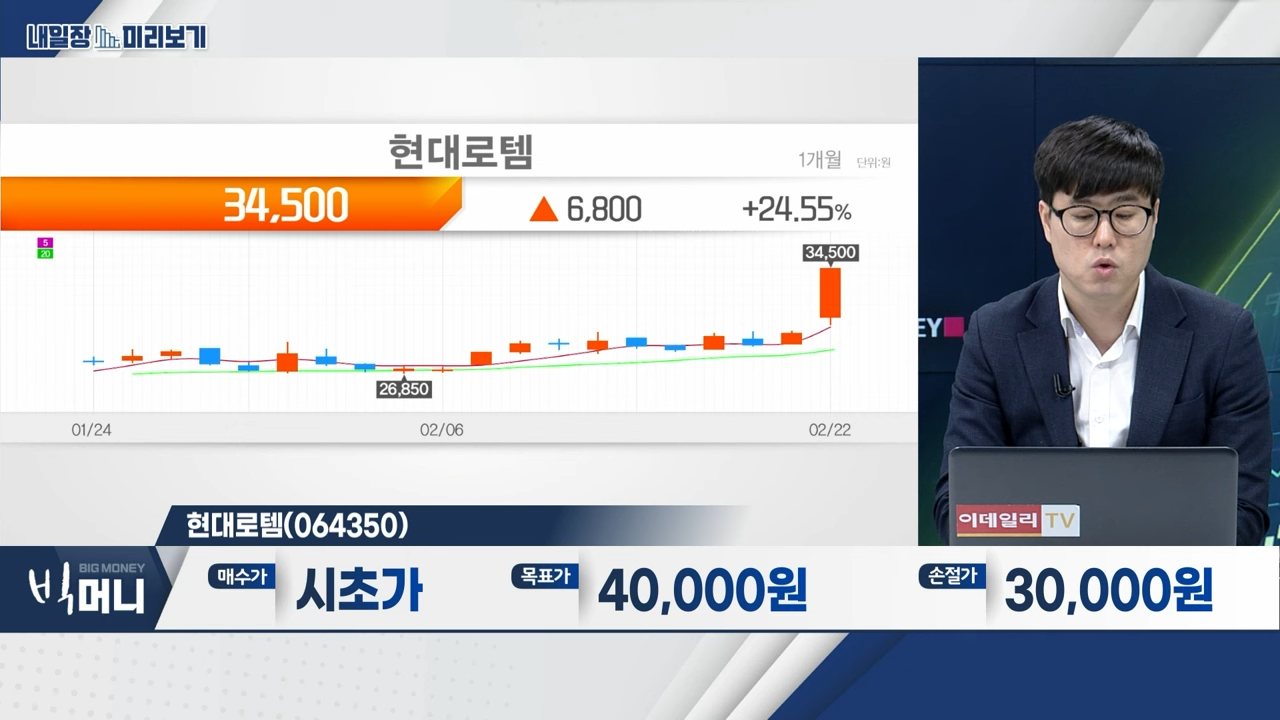 내일장 미리보기
현대로템
1개월 단위:원
34,500 ▲ 6,800 +24.55%
5
20
34,500
26,850
01/24 02/06 02/22
EY
이데일리 TV
현대로템(064350)
BIG MONEY
빅머니
매수가 시초가 목표가 40,000원 손절가 30,000원